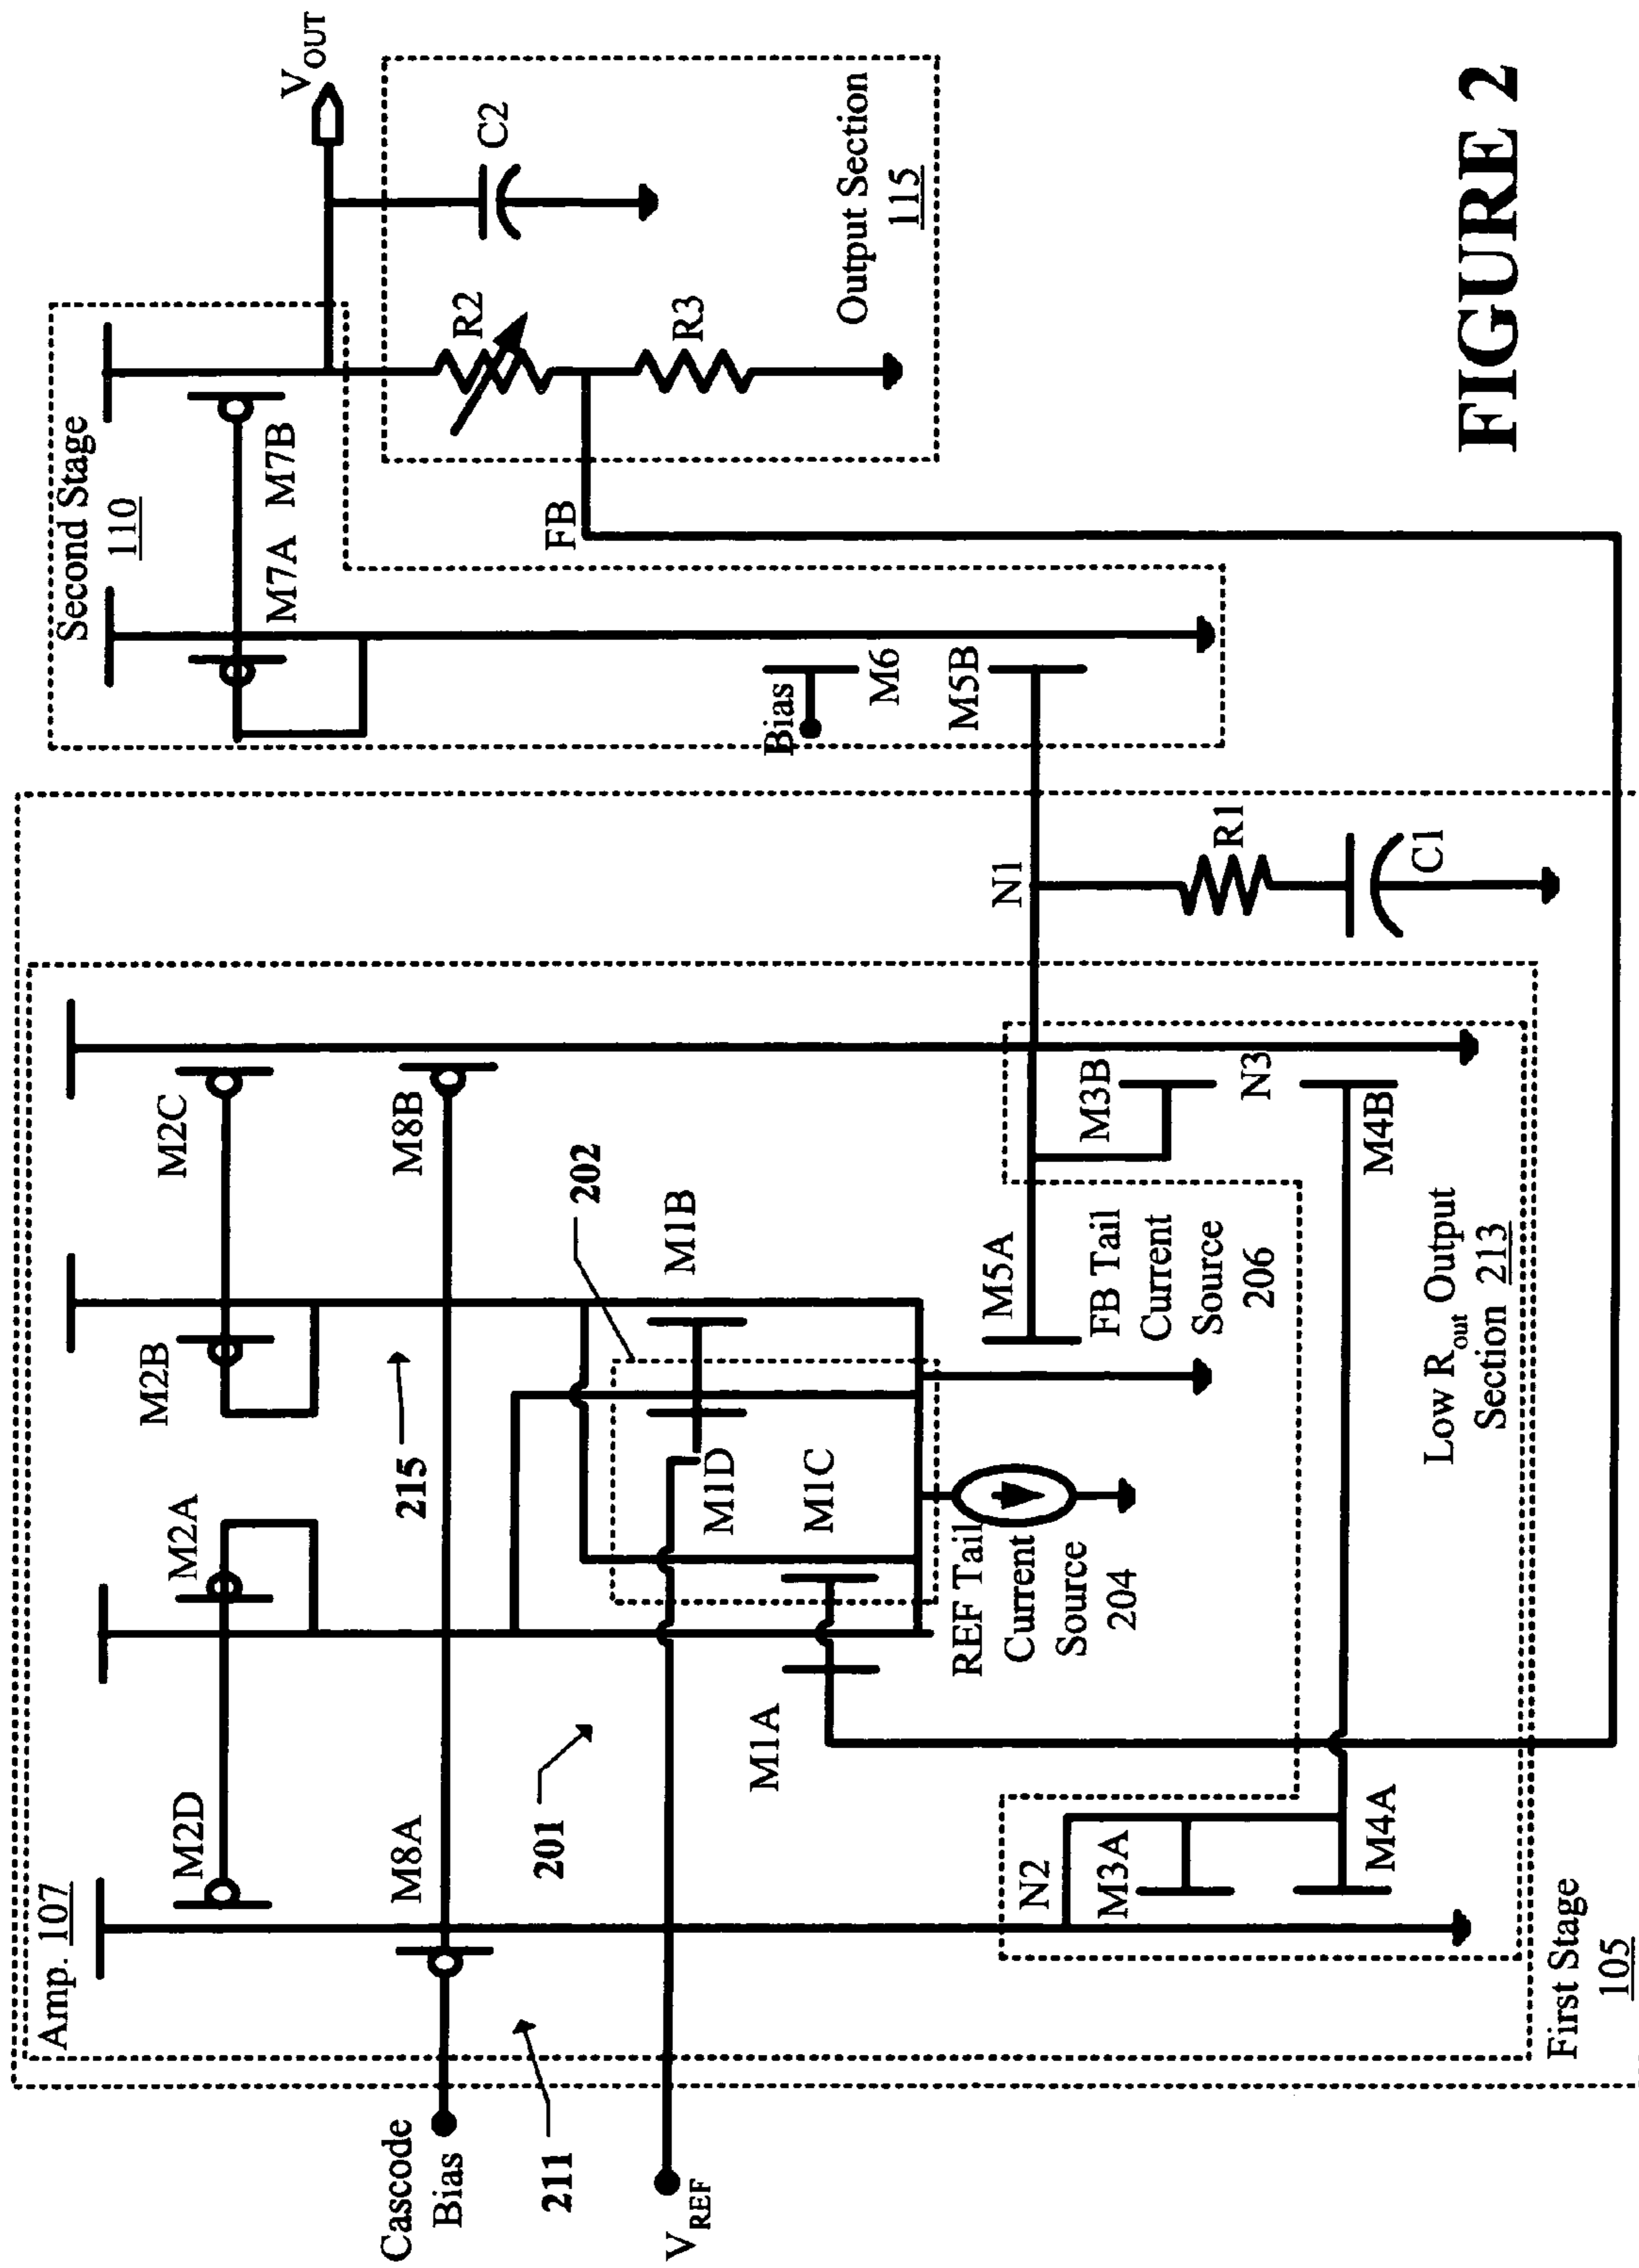 Amp. 107
M2D
M2A
M2B
M2C
Second Stage
110
M7A
M7B
V_OUT
R2
C2
R3
Output Section
115
FB
Cascode
Bias
M8A
215
M8B
211
201
202
V_REF
M1D
M1B
M1A
M1C
Bias
M6
M5B
N1
R1
C1
REF Tail
Current
Source
204
M5A
FB Tail
Current
Source
206
N2
M3A
M4A
M3B
N3
M4B
Low R_out Output
Section 213
First Stage
105
FIGURE 2